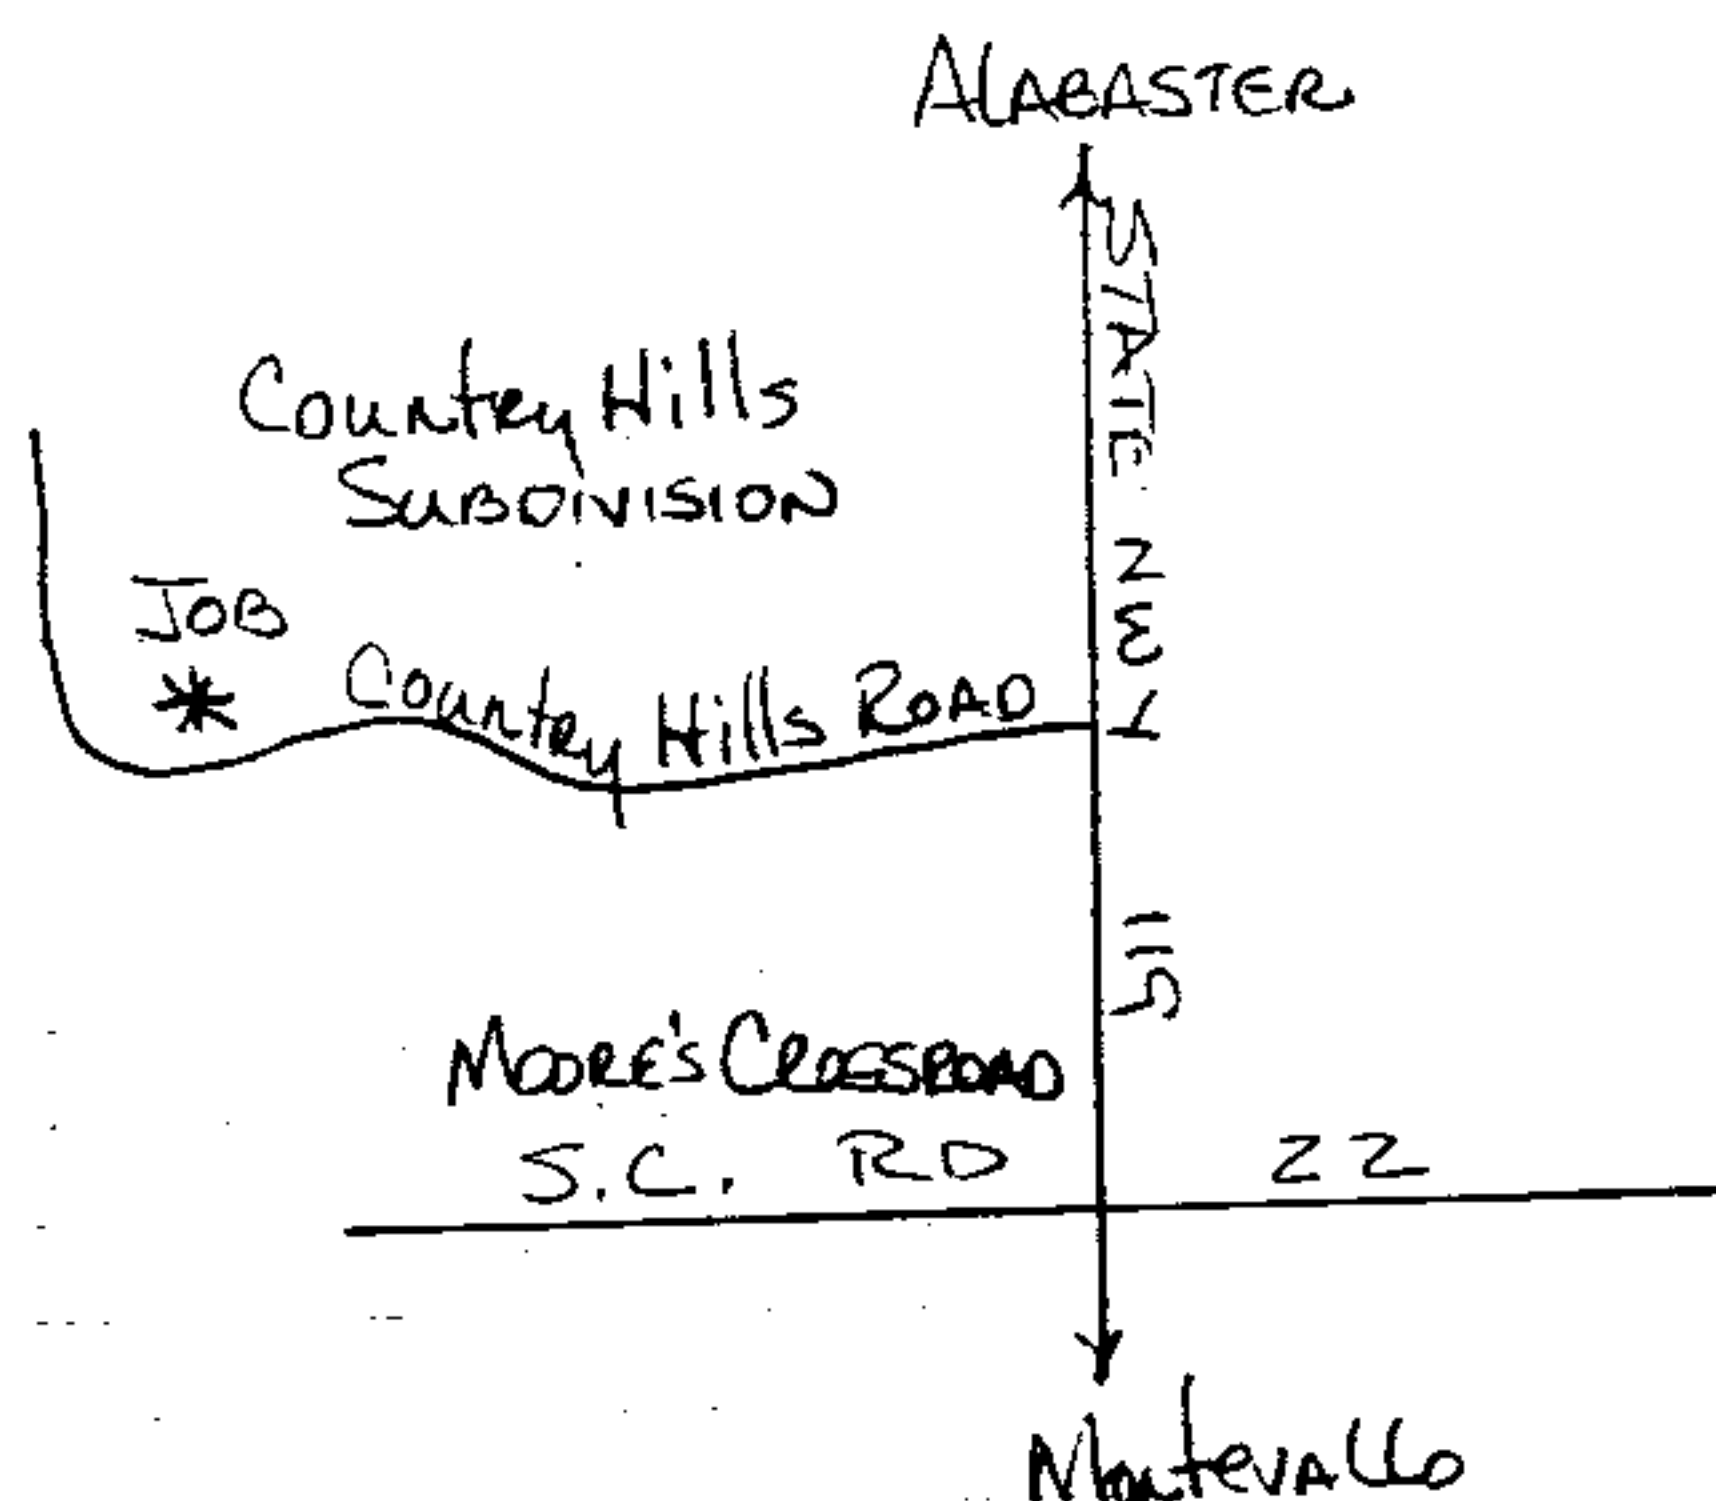 ALABASTER
STATE HWY 119
Country Hills
SUBDIVISION
JOB
Country Hills ROAD
MOORE'S CROSSROAD
S.C. RD 22
Montevallo